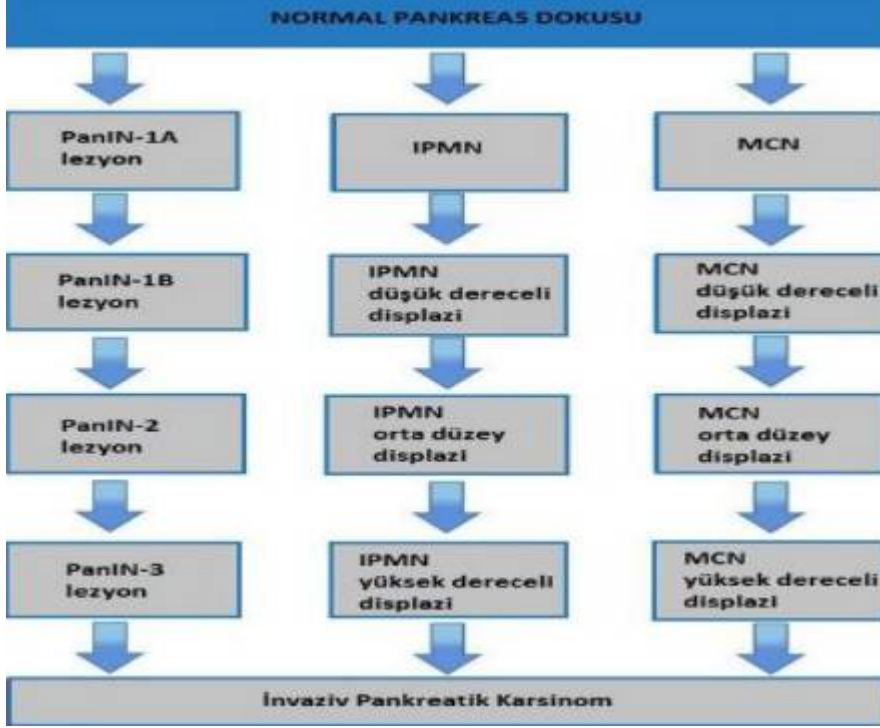 NORMAL PANKREAS DOKUSU
PanIN-1A
lezyon
IPMN
MCN
PanIN-1B
lezyon
IPMN
düşük dereceli
displazi
MCN
düşük dereceli
displazi
PanIN-2
lezyon
IPMN
orta düzey
displazi
MCN
orta düzey
displazi
PanIN-3
lezyon
IPMN
yüksek dereceli
displazi
MCN
yüksek dereceli
displazi
İnvaziv Pankreatik Karsinom